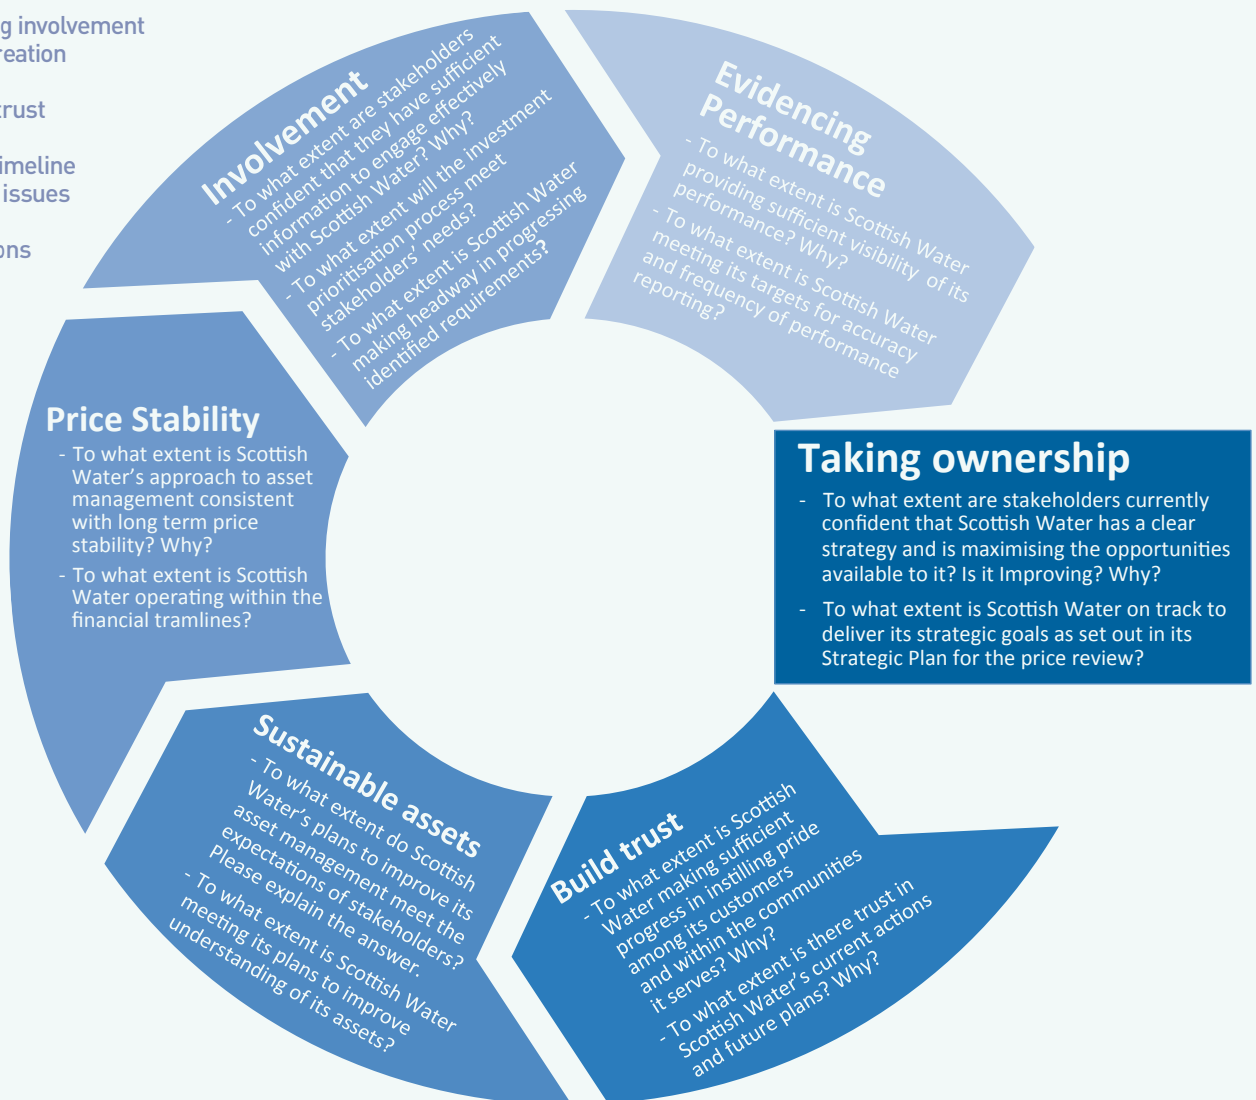 g involvement
reation
trust
imeline
issues
ons
Involvement
- To what extent are stakeholders
confident that they have sufficient
information to engage effectively
with Scottish Water? Why?
- To what extent will the investment
prioritisation process meet
stakeholders' needs?
- To what extent is Scottish Water
making headway in progressing
identified requirements?
Evidencing
Performance
- To what extent is Scottish Water
providing sufficient visibility of its
performance? Why?
- To what extent is Scottish Water
meeting its targets for accuracy
and frequency of performance
reporting?
Price Stability
- To what extent is Scottish
Water's approach to asset
management consistent
with long term price
stability? Why?
- To what extent is Scottish
Water operating within the
financial tramlines?
Taking ownership
- To what extent are stakeholders currently
confident that Scottish Water has a clear
strategy and is maximising the opportunities
available to it? Is it Improving? Why?
- To what extent is Scottish Water on track to
deliver its strategic goals as set out in its
Strategic Plan for the price review?
Sustainable assets
- To what extent do Scottish
Water's plans to improve its
asset management meet the
expectations of stakeholders?
Please explain the answer.
- To what extent is Scottish Water
meeting its plans to improve
understanding of its assets?
Build trust
- To what extent is Scottish
Water making sufficient
progress in instilling pride
among its customers
and within the communities
it serves? Why?
- To what extent is there trust in
Scottish Water's current actions
and future plans? Why?